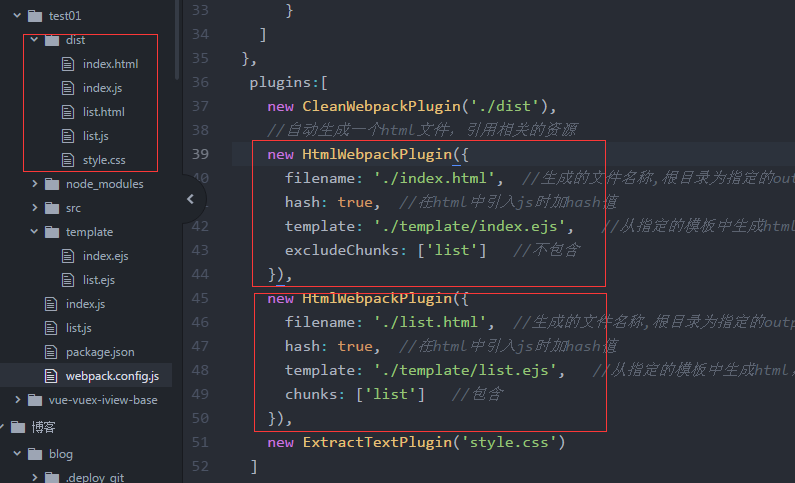 test01
dist
index.html
index.js
list.html
list.js
style.css
node_modules
src
template
index.ejs
list.ejs
index.js
list.js
package.json
webpack.config.js
vue-vuex-iview-base
博客
blog
.deploy_git
33 }
34 ]
35 },
36 plugins:[
37 new CleanWebpackPlugin('./dist'),
38 //自动生成一个html文件，引用相关的资源
39 new HtmlWebpackPlugin({
filename: './index.html', //生成的文件名称,根目录为指定的out
hash: true, //在html中引入js时加hash值
42 template: './template/index.ejs', //从指定的模板中生成html
43 excludeChunks: ['list'] //不包含
44 }),
45 new HtmlWebpackPlugin({
46 filename: './list.html', //生成的文件名称,根目录为指定的outp
47 hash: true, //在html中引入js时加hash值
48 template: './template/list.ejs', //从指定的模板中生成html,
49 chunks: ['list'] //包含
50 }),
51 new ExtractTextPlugin('style.css')
52 ]